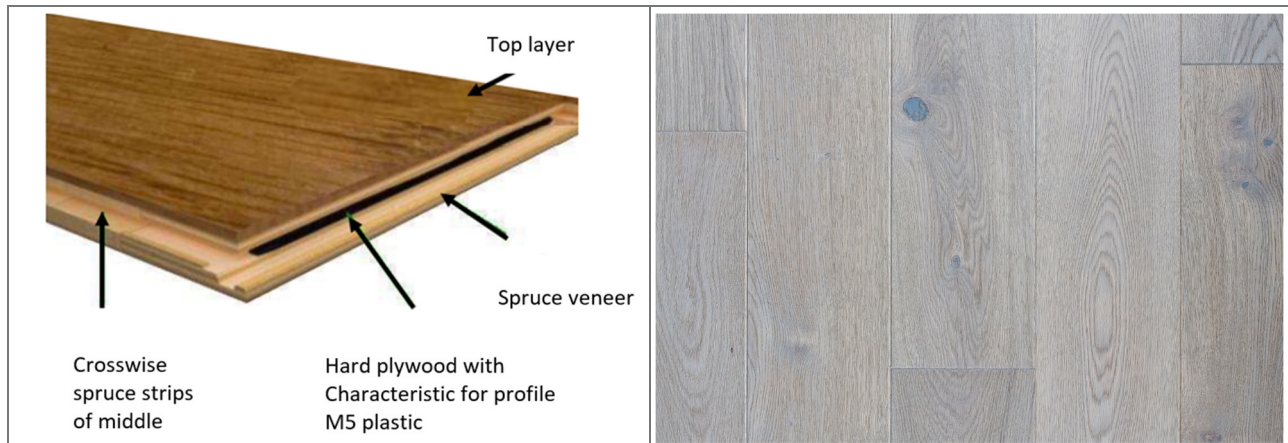 Top layer
Spruce veneer
Crosswise
spruce strips
of middle
Hard plywood with
Characteristic for profile
M5 plastic